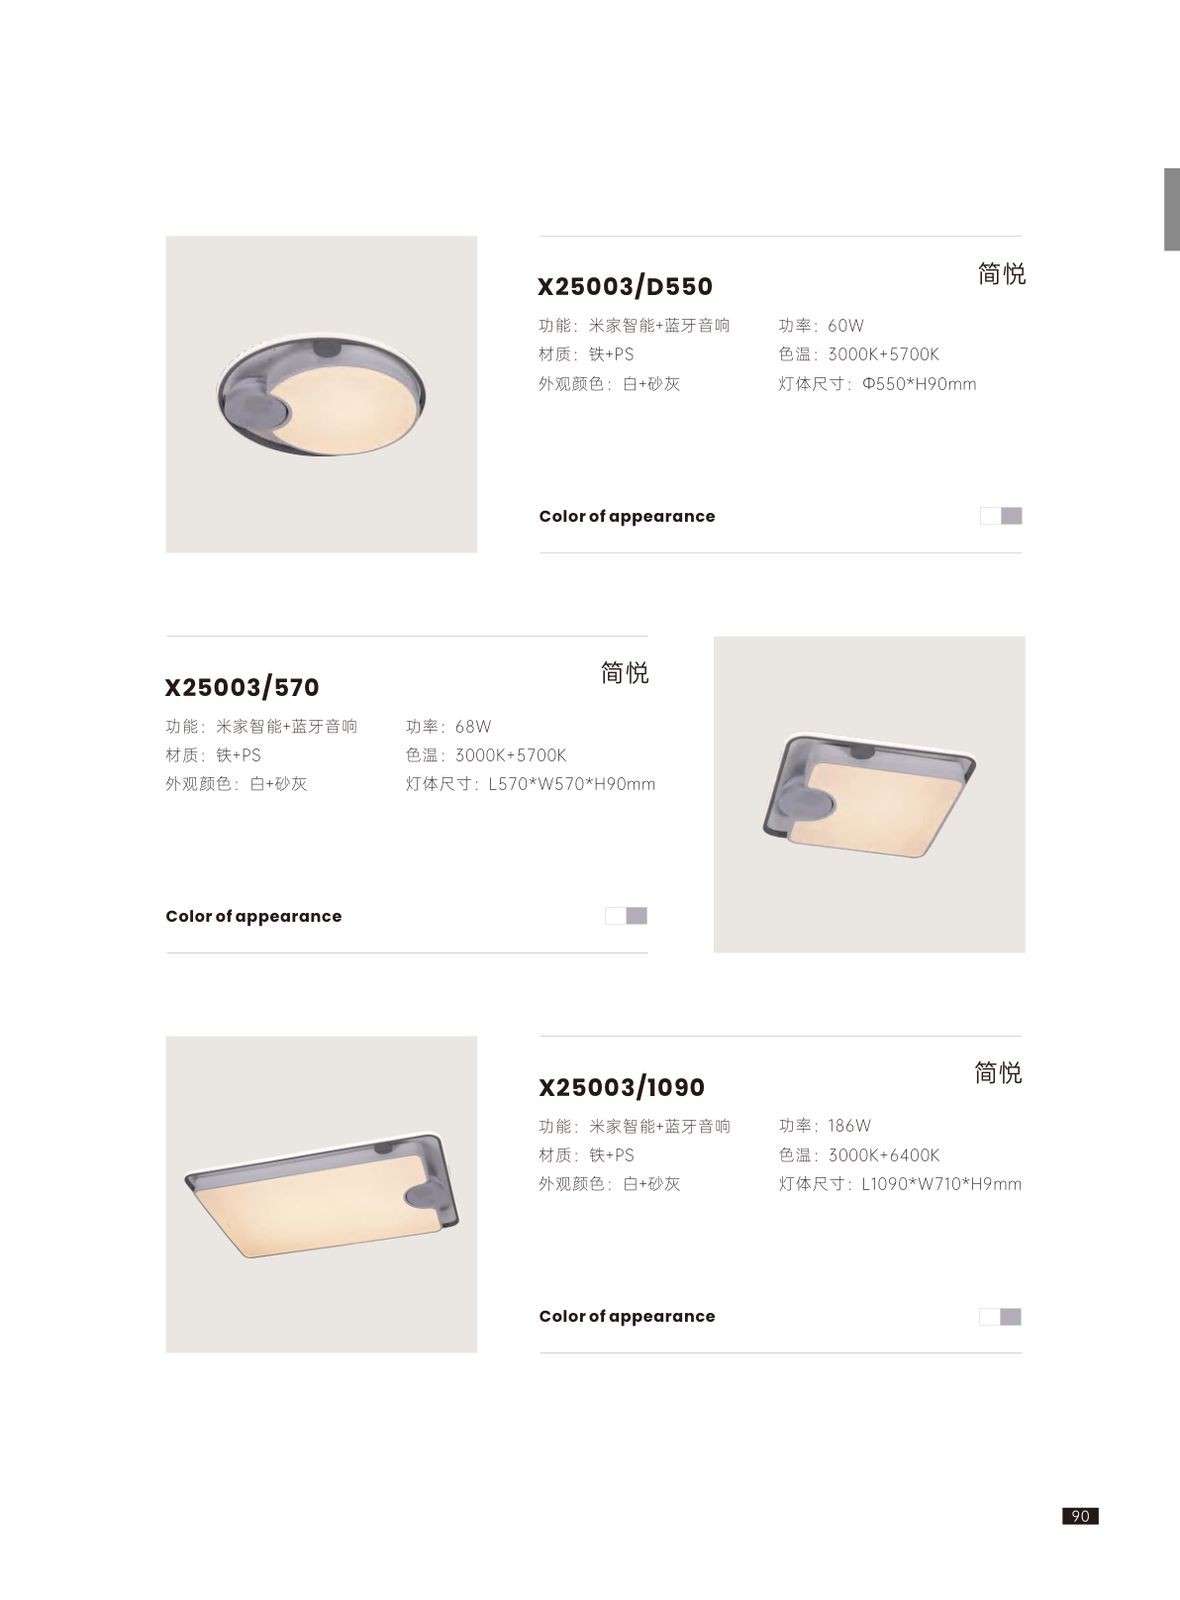 简悦
X25003/D550
功能：米家智能+蓝牙音响 功率：60W
材质：铁+PS 色温：3000K+5700K
外观颜色：白+砂灰 灯体尺寸：Φ550*H90mm
Color of appearance
简悦
X25003/570
功能：米家智能+蓝牙音响 功率：68W
材质：铁+PS 色温：3000K+5700K
外观颜色：白+砂灰 灯体尺寸：L570*W570*H90mm
Color of appearance
简悦
X25003/1090
功能：米家智能+蓝牙音响 功率：186W
材质：铁+PS 色温：3000K+6400K
外观颜色：白+砂灰 灯体尺寸：L1090*W710*H9mm
Color of appearance
90